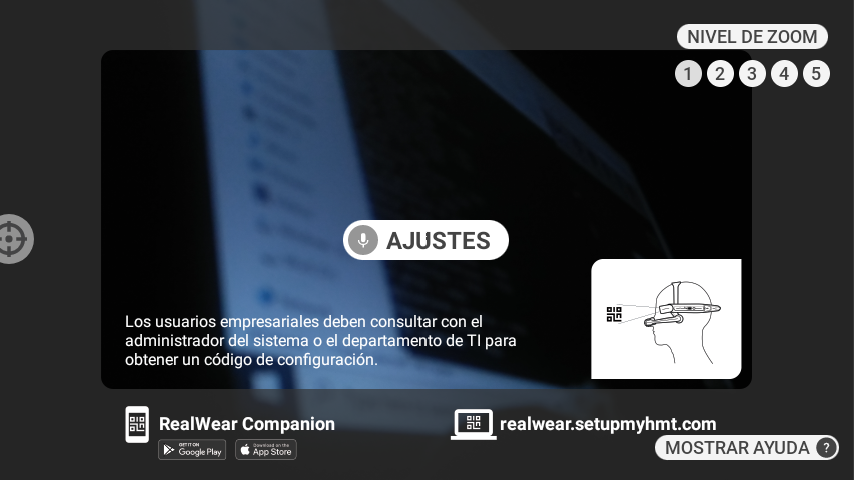 NIVEL DE ZOOM
1 2 3 4 5
AJUSTES
Los usuarios empresariales deben consultar con el
administrador del sistema o el departamento de TI para
obtener un código de configuración.
RealWear Companion
GET IT ON
Google Play
Download on the
App Store
realwear.setupmyhmt.com
MOSTRAR AYUDA ?